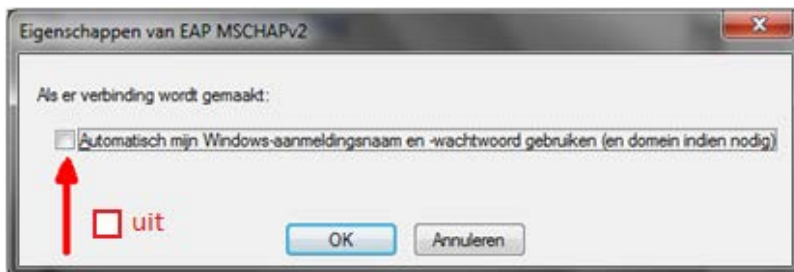 Eigenschappen van EAP MSCHAPv2
Als er verbinding wordt gemaakt:
Automatisch mijn Windows-aanmeldingsnaam en -wachtwoord gebruiken (en domein indien nodig)
uit
OK Annuleren